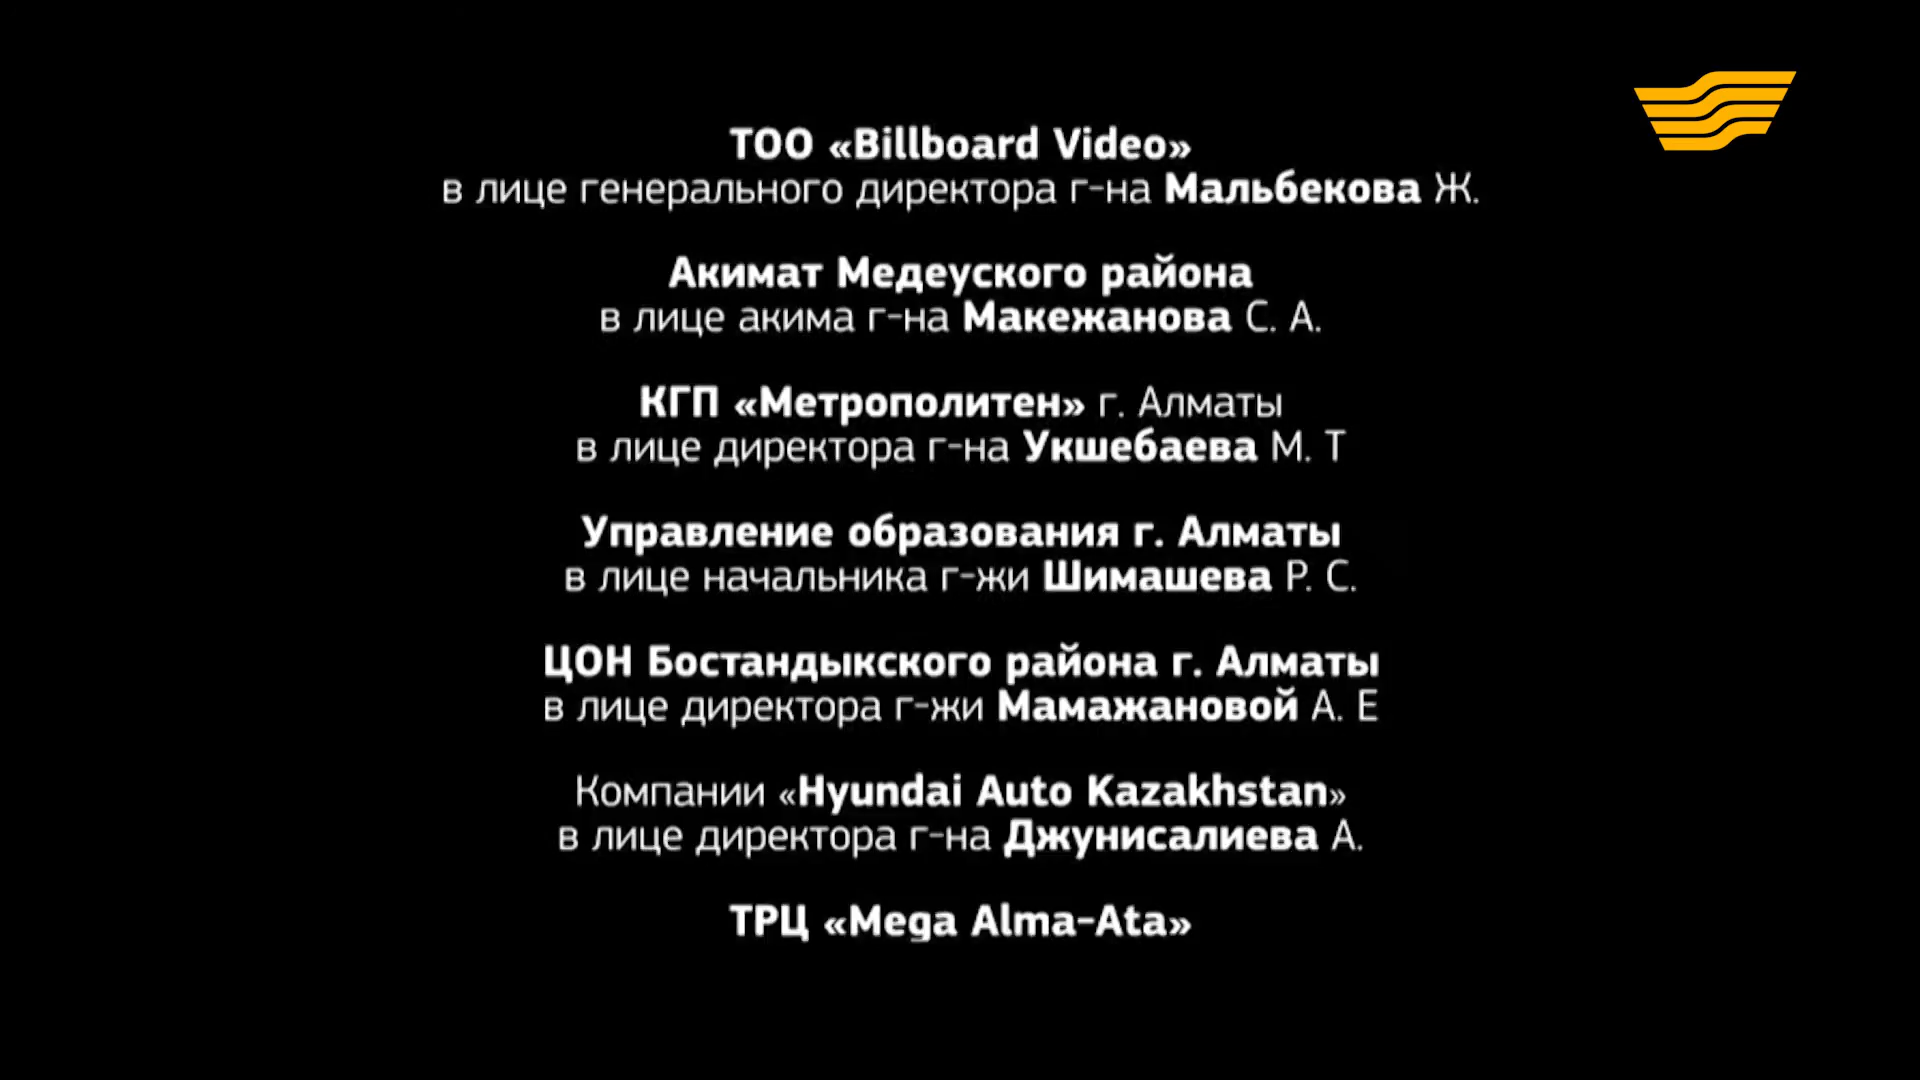 ТОО «Billboard Video»
в лице генерального директора г-на Мальбекова Ж.
Акимат Медеуского района
в лице акима г-на Макежанова С. А.
КГП «Метрополитен» г. Алматы
в лице директора г-на Укшебаева М. Т
Управление образования г. Алматы
в лице начальника г-жи Шимашева Р. С.
ЦОН Бостандыкского района г. Алматы
в лице директора г-жи Мамажановой А. Е
Компании «Hyundai Auto Kazakhstan»
в лице директора г-на Джунисалиева А.
ТРЦ «Mega Alma-Ata»